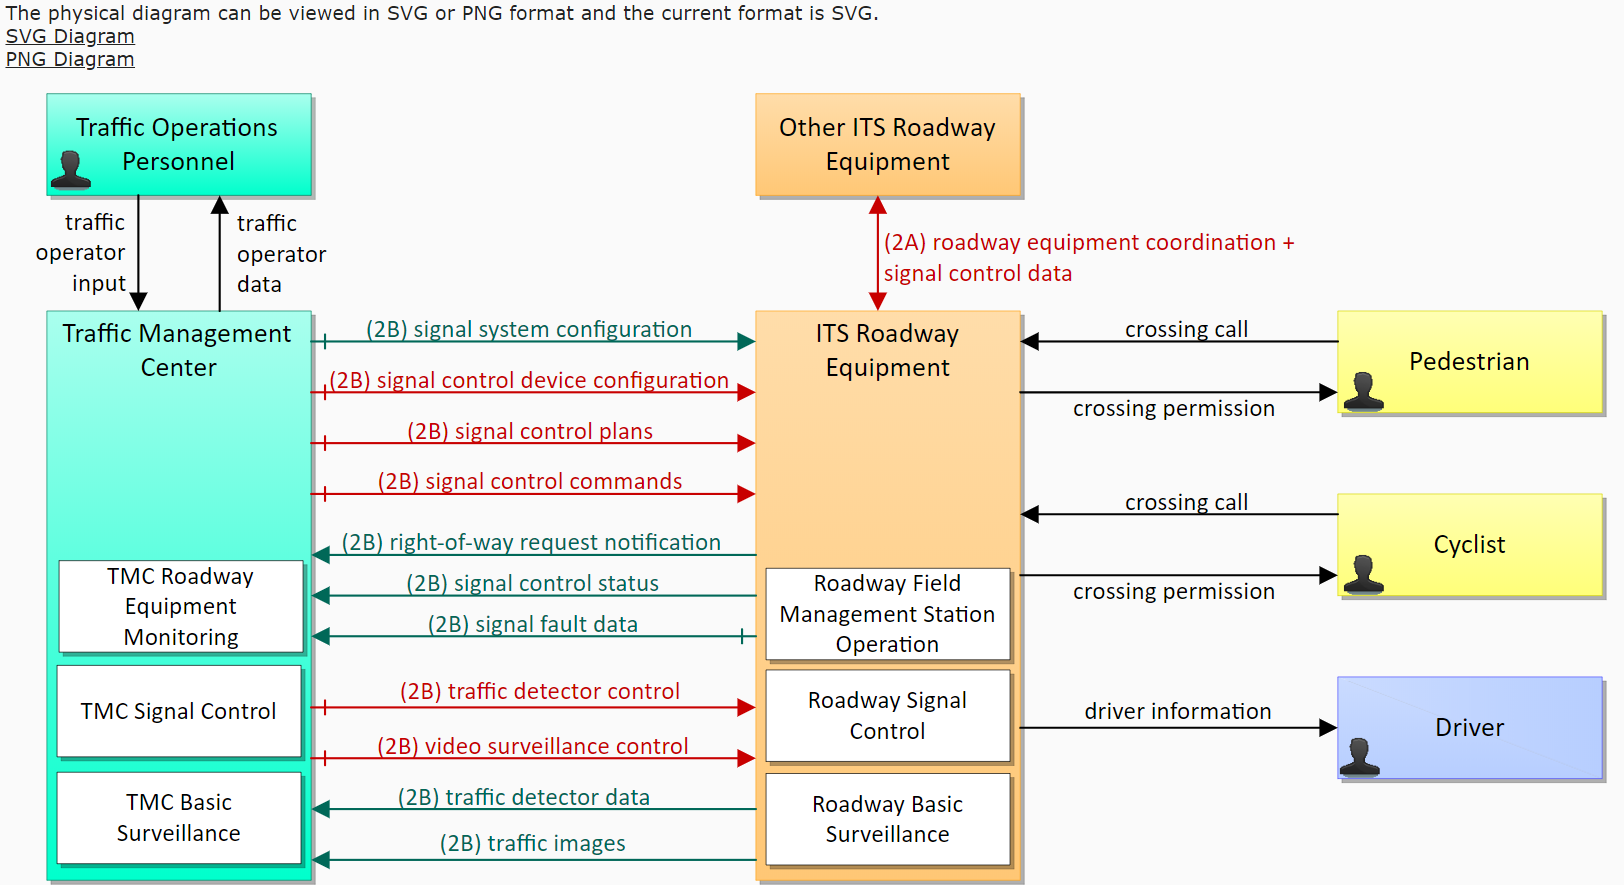 The physical diagram can be viewed in SVG or PNG format and the current format is SVG.
SVG Diagram
PNG Diagram
Traffic Operations
Personnel
Other ITS Roadway
Equipment
traffic
operator
input
traffic
operator
data
(2A) roadway equipment coordination +
signal control data
Traffic Management
Center
(2B) signal system configuration
(2B) signal control device configuration
(2B) signal control plans
(2B) signal control commands
(2B) right-of-way request notification
(2B) signal control status
(2B) signal fault data
(2B) traffic detector control
(2B) video surveillance control
(2B) traffic detector data
(2B) traffic images
TMC Roadway
Equipment
Monitoring
TMC Signal Control
TMC Basic
Surveillance
ITS Roadway
Equipment
Roadway Field
Management Station
Operation
Roadway Signal
Control
Roadway Basic
Surveillance
crossing call
crossing permission
Pedestrian
crossing call
crossing permission
Cyclist
driver information
Driver